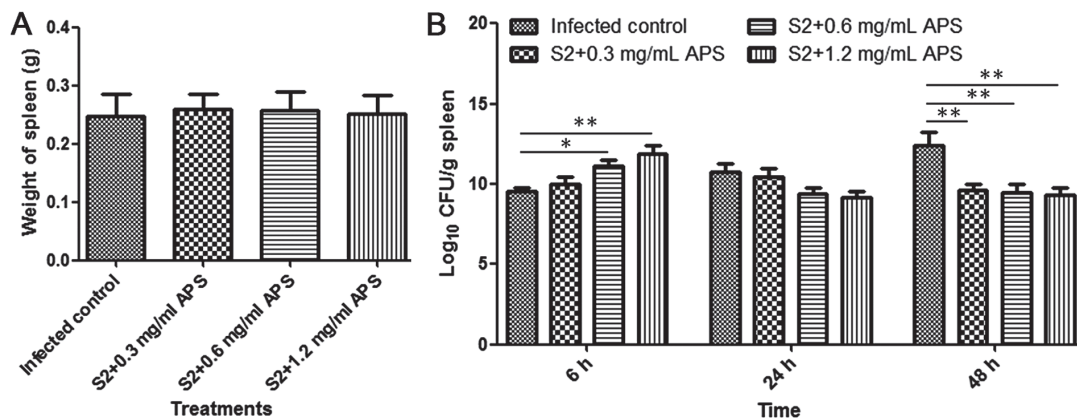 A
Weight of spleen (g)
0.4
0.3
0.2
0.1
0.0
Infected control
S2+0.3 mg/ml APS
S2+0.6 mg/ml APS
S2+1.2 mg/ml APS
Treatments
B
Log10 CFU/g spleen
20
15
10
5
0
Infected control
S2+0.3 mg/mL APS
S2+0.6 mg/mL APS
S2+1.2 mg/mL APS
**
*
**
**
**
6 h
24 h
48 h
Time